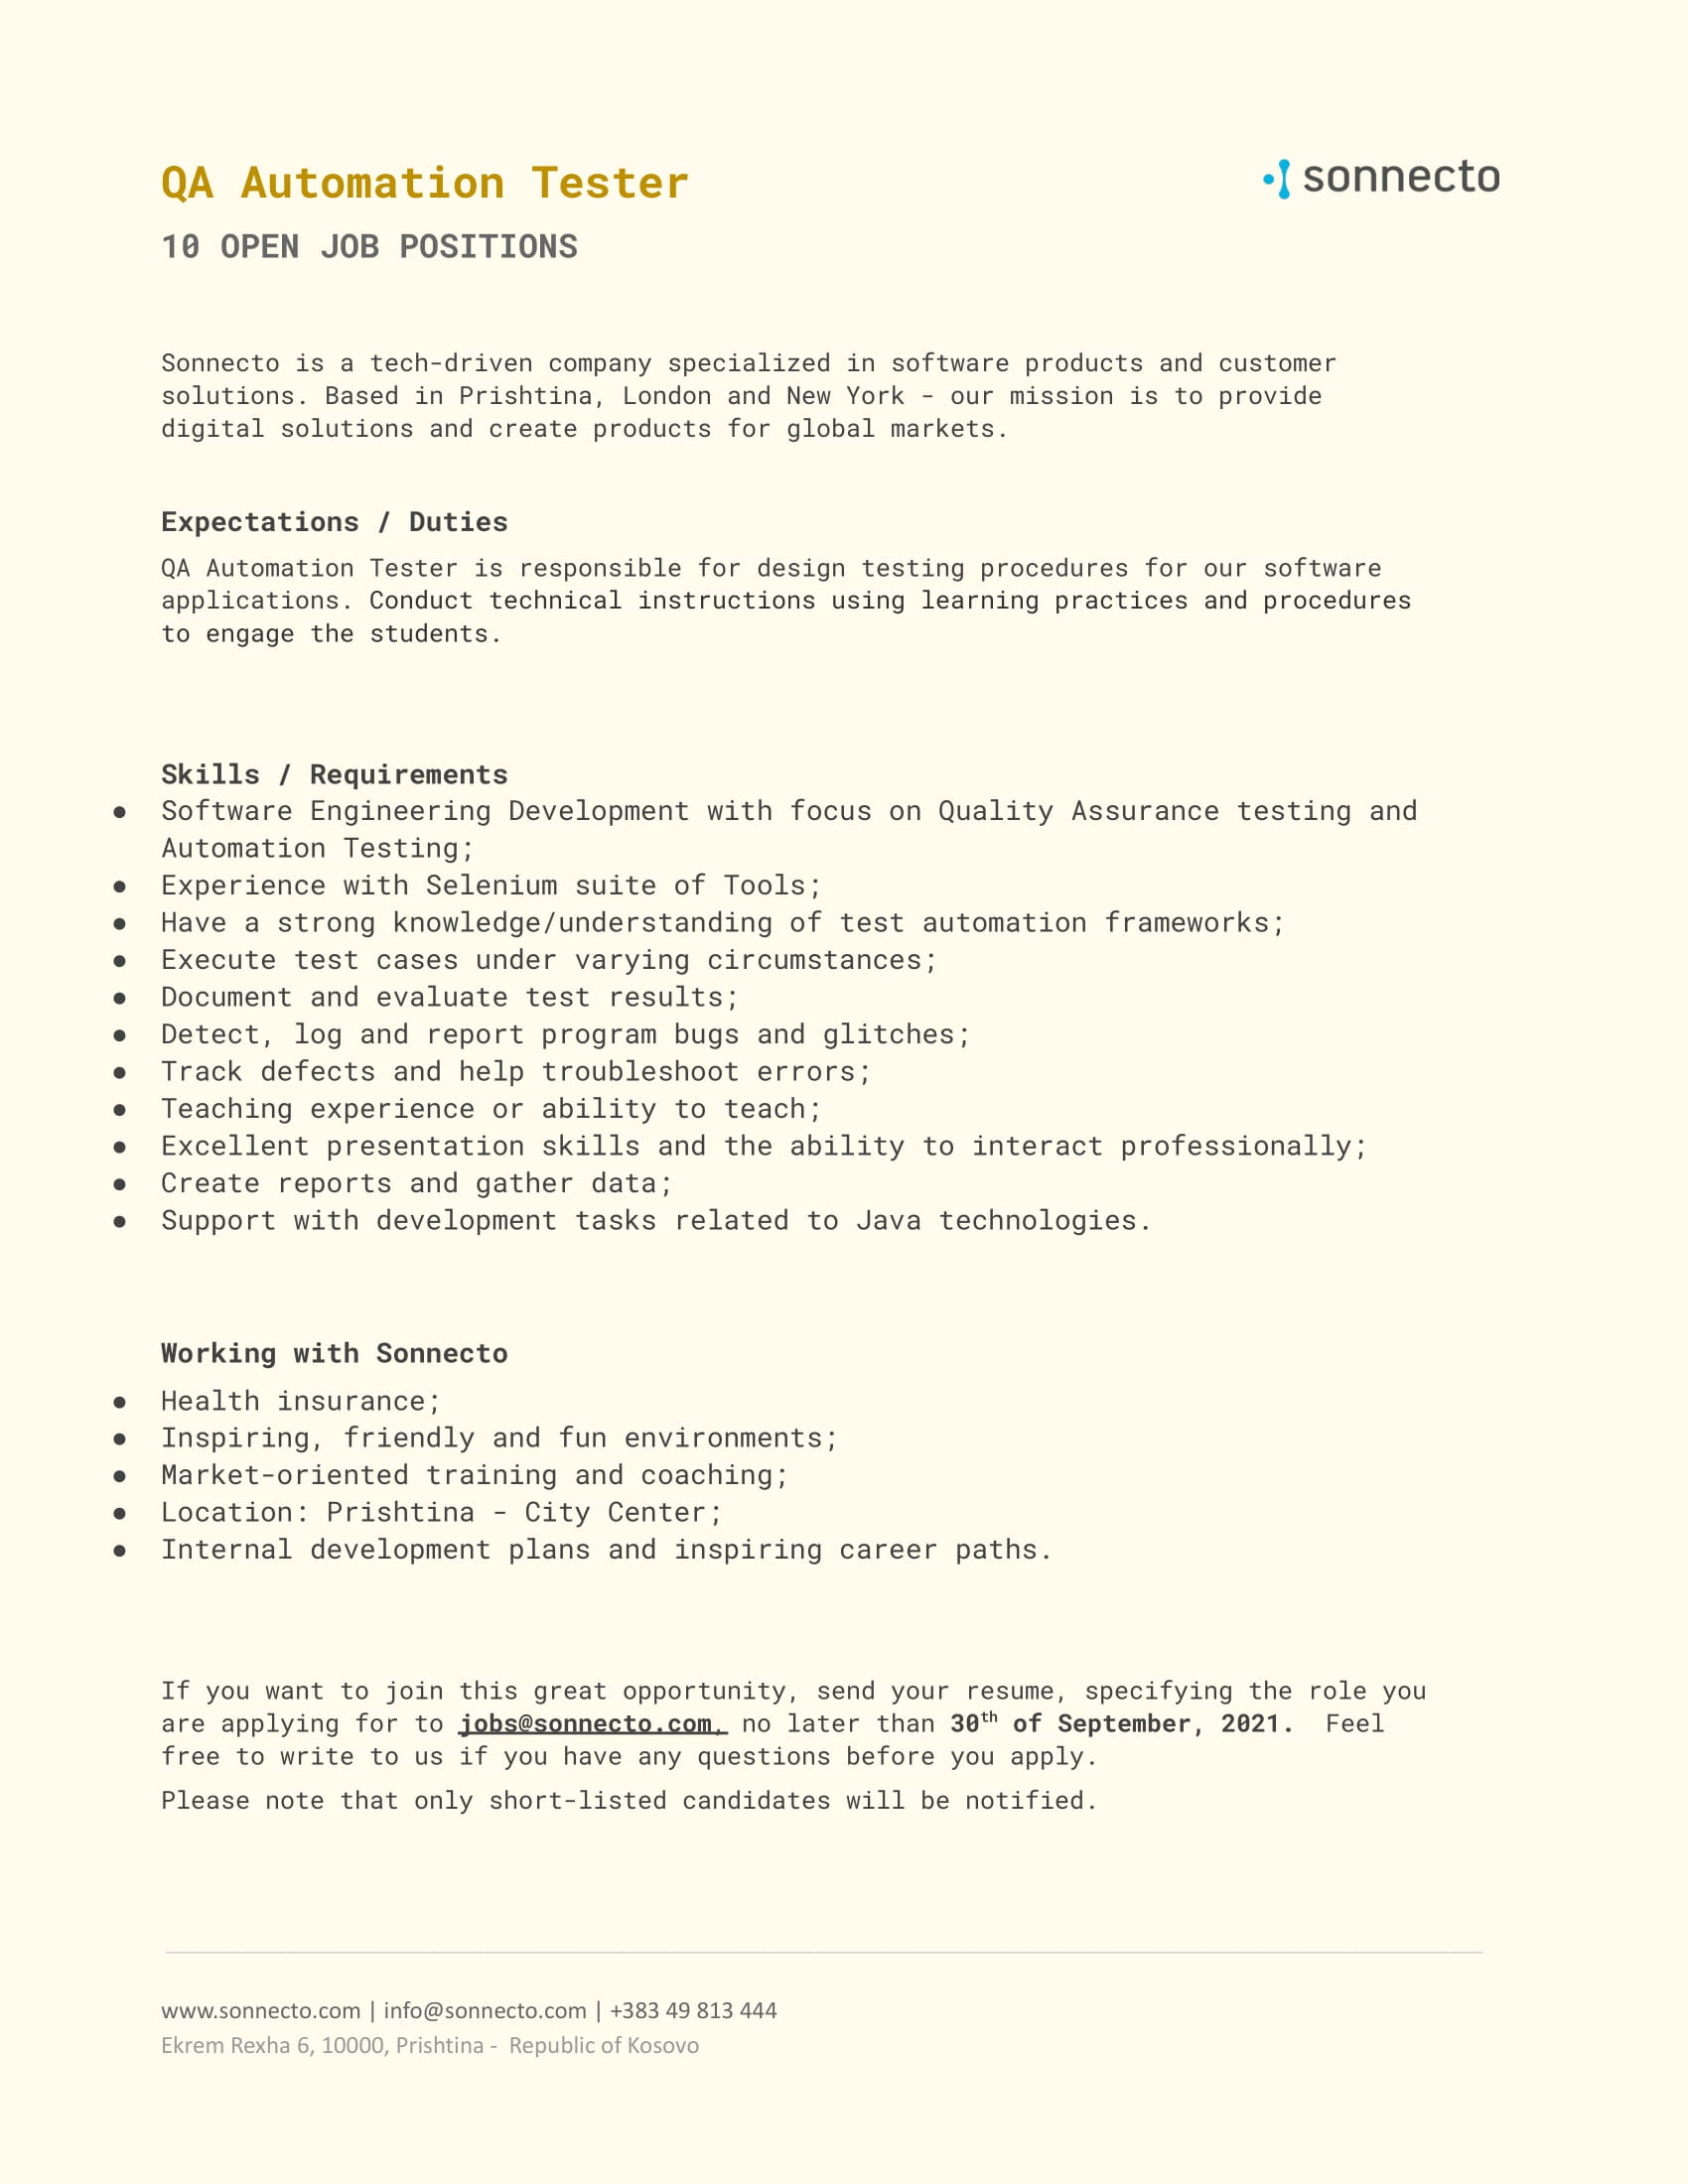 QA Automation Tester
sonnecto
10 OPEN JOB POSITIONS
Sonnecto is a tech-driven company specialized in software products and customer
solutions. Based in Prishtina, London and New York - our mission is to provide
digital solutions and create products for global markets.
Expectations / Duties
QA Automation Tester is responsible for design testing procedures for our software
applications. Conduct technical instructions using learning practices and procedures
to engage the students.
Skills / Requirements
● Software Engineering Development with focus on Quality Assurance testing and
Automation Testing;
● Experience with Selenium suite of Tools;
● Have a strong knowledge/understanding of test automation frameworks;
● Execute test cases under varying circumstances;
● Document and evaluate test results;
● Detect, log and report program bugs and glitches;
● Track defects and help troubleshoot errors;
● Teaching experience or ability to teach;
● Excellent presentation skills and the ability to interact professionally;
● Create reports and gather data;
● Support with development tasks related to Java technologies.
Working with Sonnecto
● Health insurance;
● Inspiring, friendly and fun environments;
● Market-oriented training and coaching;
● Location: Prishtina - City Center;
● Internal development plans and inspiring career paths.
If you want to join this great opportunity, send your resume, specifying the role you
are applying for to jobs@sonnecto.com, no later than 30th of September, 2021. Feel
free to write to us if you have any questions before you apply.
Please note that only short-listed candidates will be notified.
www.sonnecto.com | info@sonnecto.com | +383 49 813 444
Ekrem Rexha 6, 10000, Prishtina - Republic of Kosovo